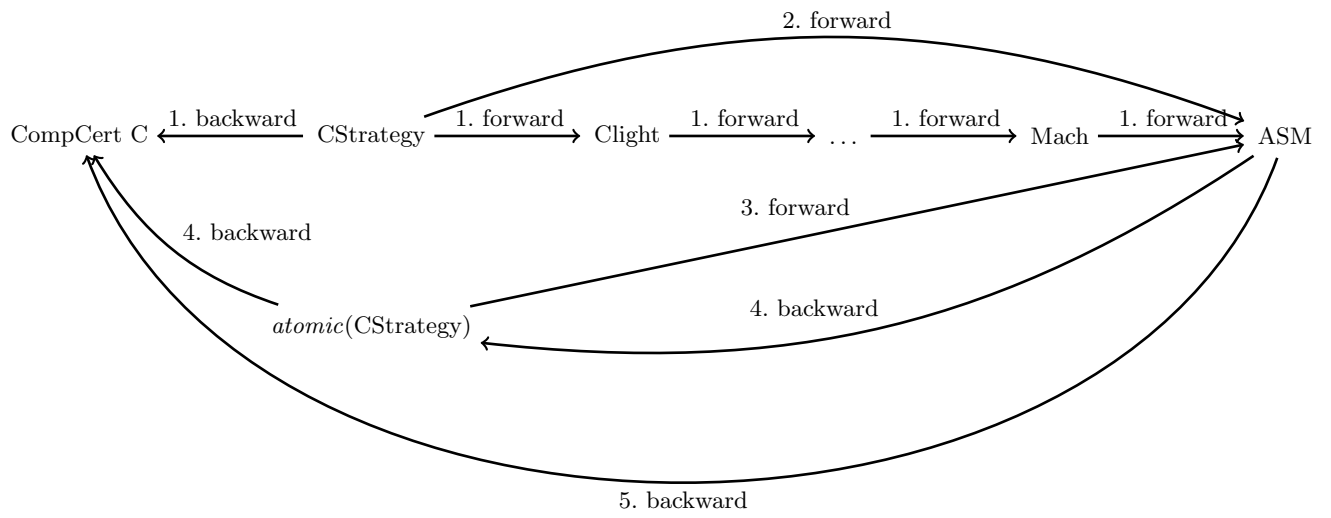 2. forward
1. backward 1. forward 1. forward 1. forward 1. forward
CompCert C CStrategy Clight ... Mach ASM
3. forward
4. backward
4. backward
atomic(CStrategy)
5. backward